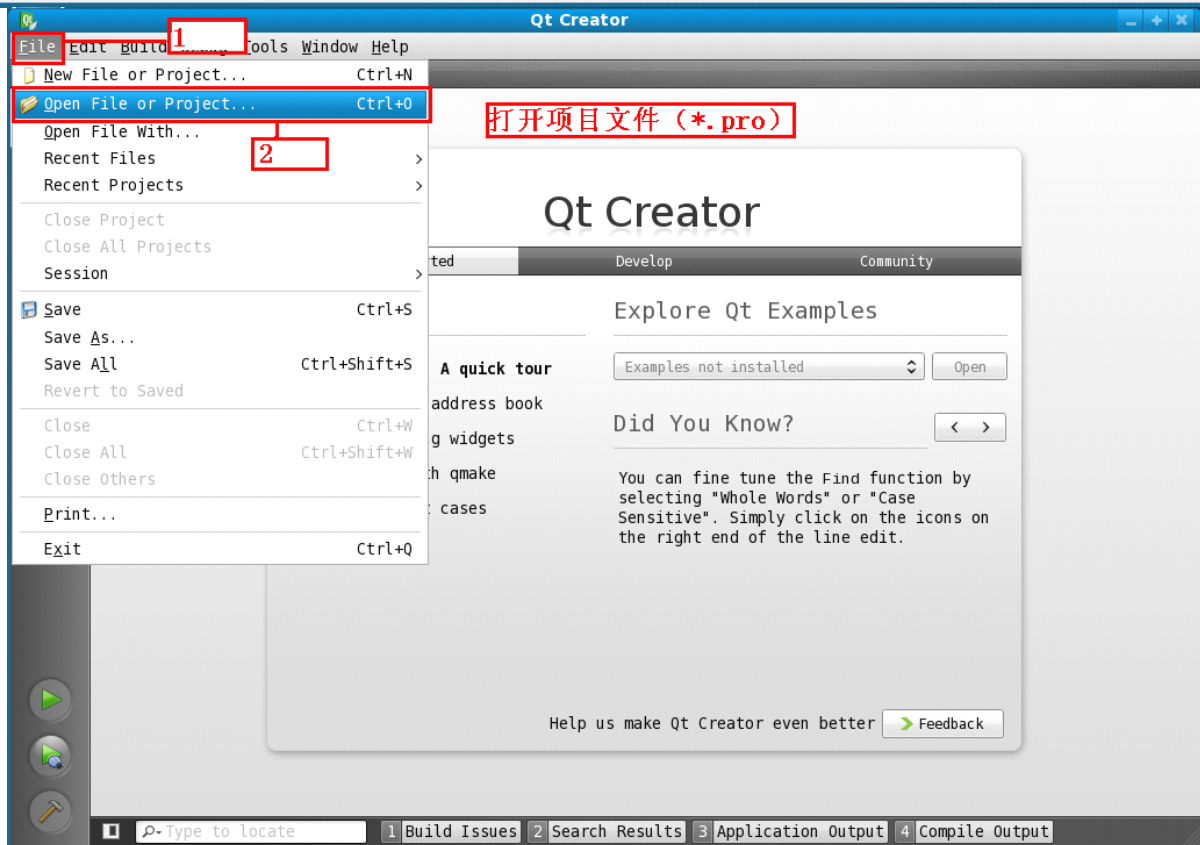 Qt Creator
File Edit Build Tools Window Help
1
New File or Project... Ctrl+N
Open File or Project... Ctrl+O
打开项目文件（*.pro）
Open File With...
2
Recent Files
Recent Projects
Close Project
Close All Projects
Session
Save Ctrl+S
Save As...
Save All Ctrl+Shift+S
Revert to Saved
Close Ctrl+W
Close All Ctrl+Shift+W
Close Others
Print...
Exit Ctrl+Q
Qt Creator
ted Develop Community
A quick tour
address book
g widgets
h qmake
cases
Explore Qt Examples
Examples not installed Open
Did You Know?
You can fine tune the Find function by
selecting "Whole Words" or "Case
Sensitive". Simply click on the icons on
the right end of the line edit.
Help us make Qt Creator even better Feedback
Type to locate 1 Build Issues 2 Search Results 3 Application Output 4 Compile Output